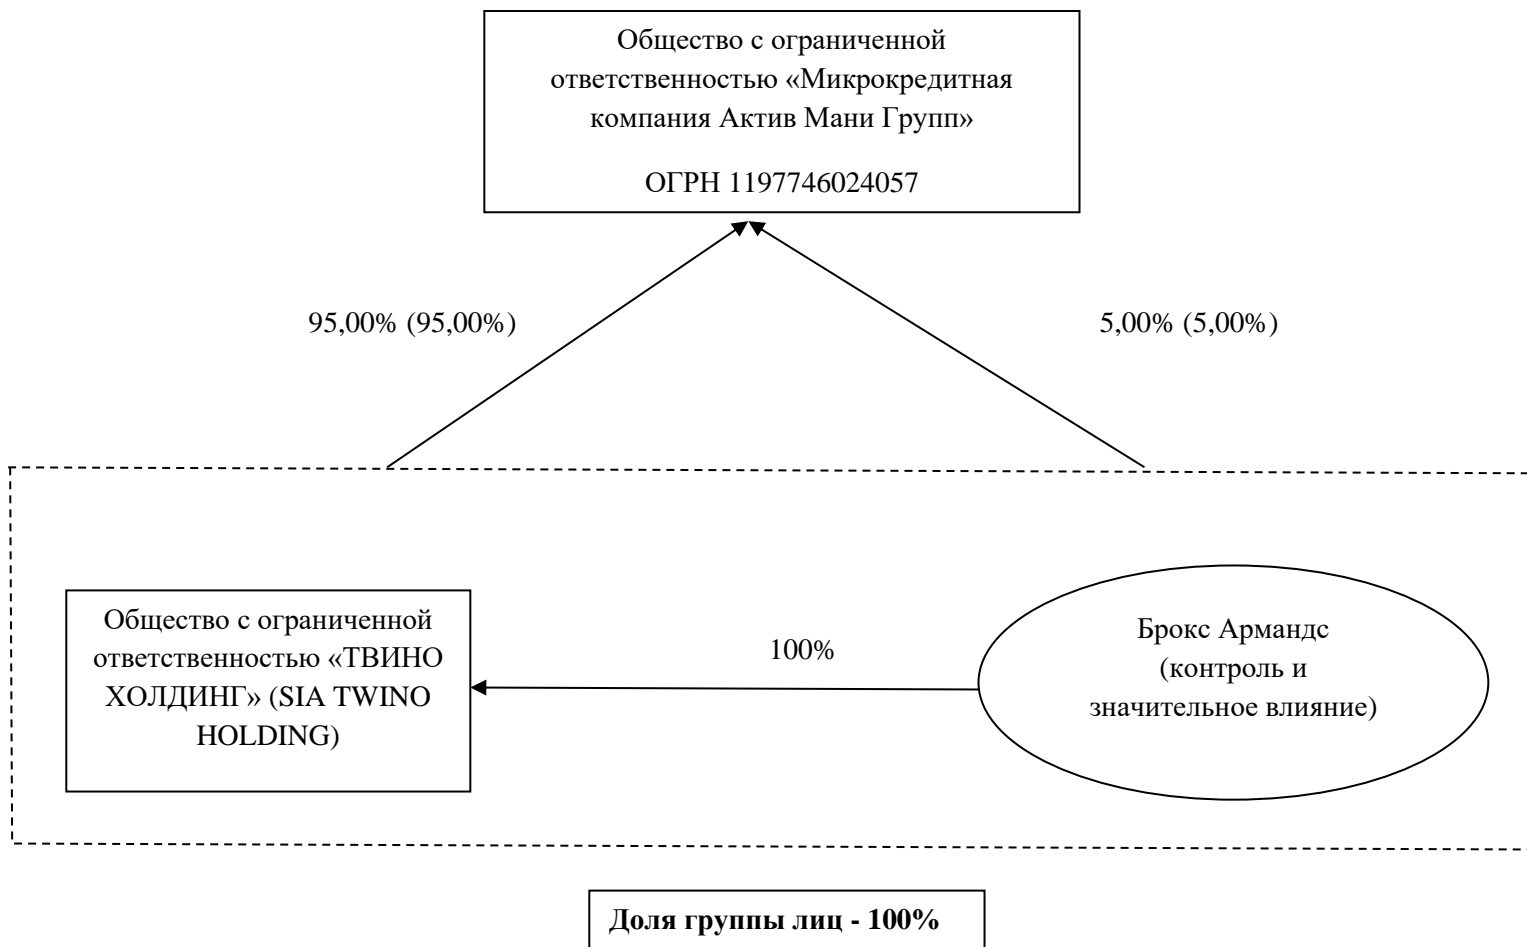 Общество с ограниченной
ответственностью «Микрокредитная
компания Актив Мани Групп»
ОГРН 1197746024057
95,00% (95,00%)
5,00% (5,00%)
Общество с ограниченной
ответственностью «ТВИНО
ХОЛДИНГ» (SIA TWINO
HOLDING)
100%
Брокс Армандс
(контроль и
значительное влияние)
Доля группы лиц - 100%